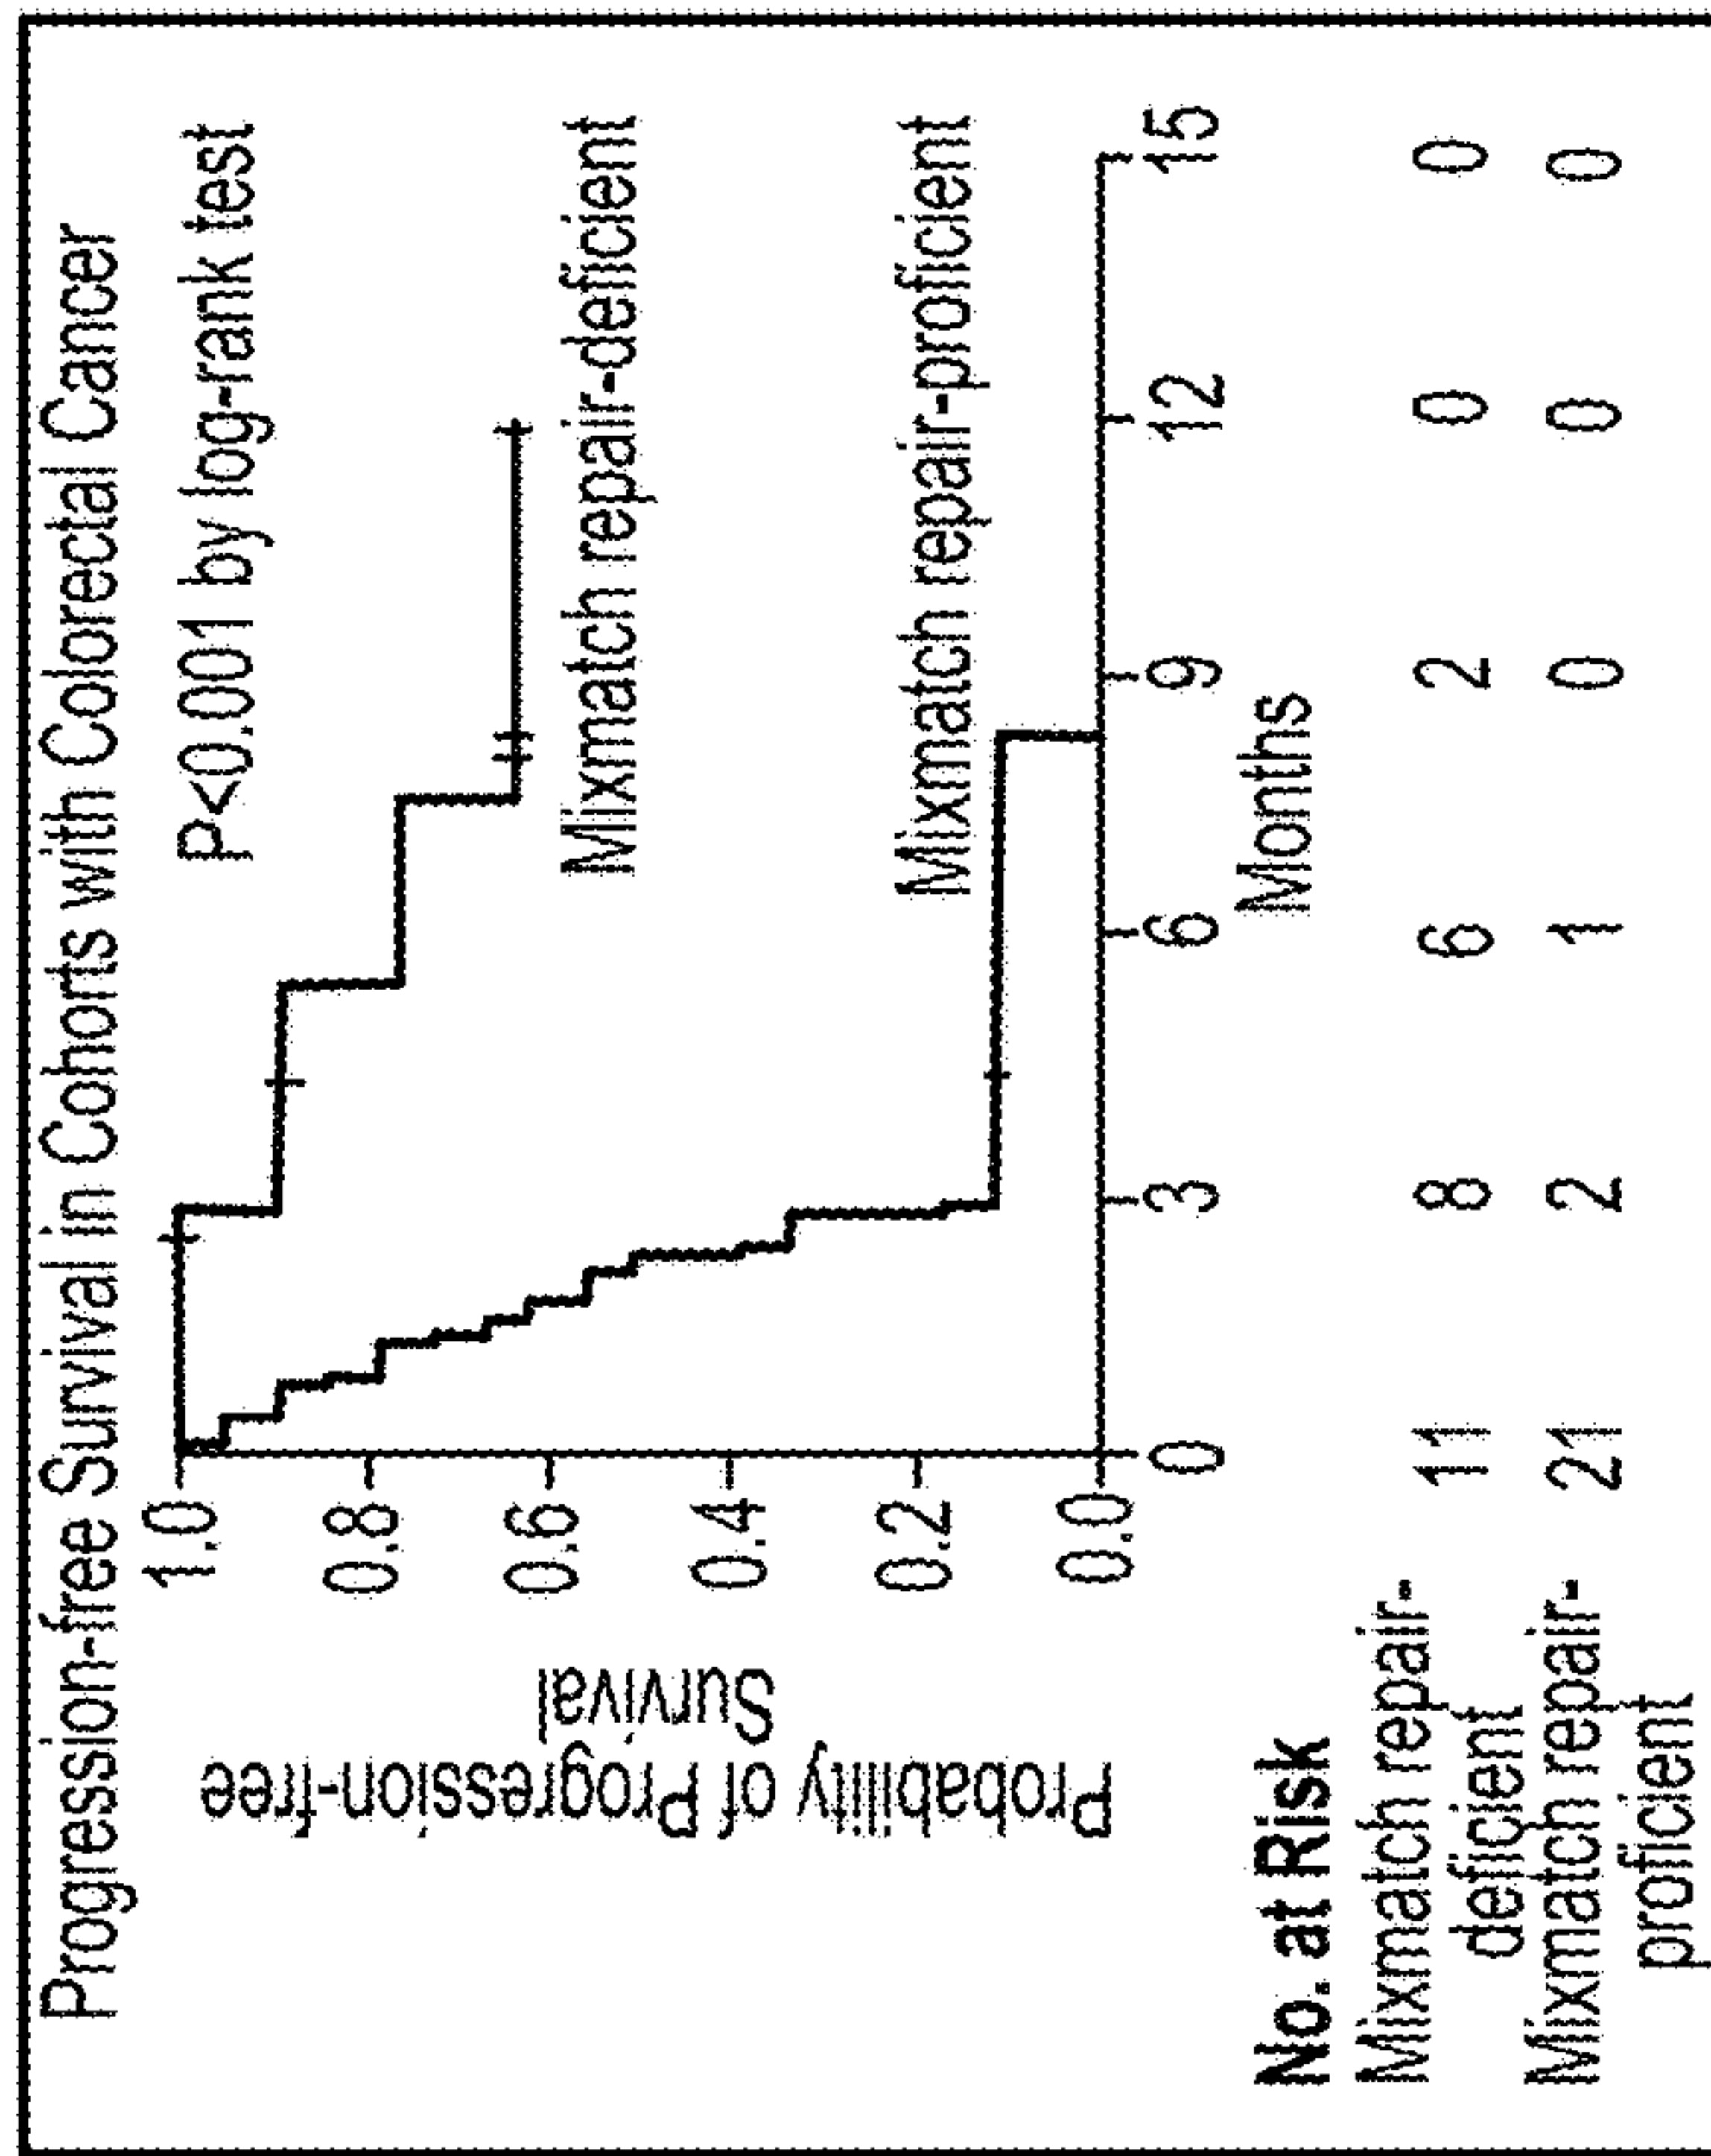 Progression-free Survival in Cohorts with Colorectal Cancer
P<0.001 by log-rank test
Mixmatch repair-deficient
Mixmatch repair-proficient
Probability of Progression-free
Survival
1.0
0.8
0.6
0.4
0.2
0.0
0 3 6 9 12 15
Months
No. at Risk
Mixmatch repair- 11 8 6 2 0 0
deficient
Mixmatch repair- 21 2 1 0 0 0
proficient